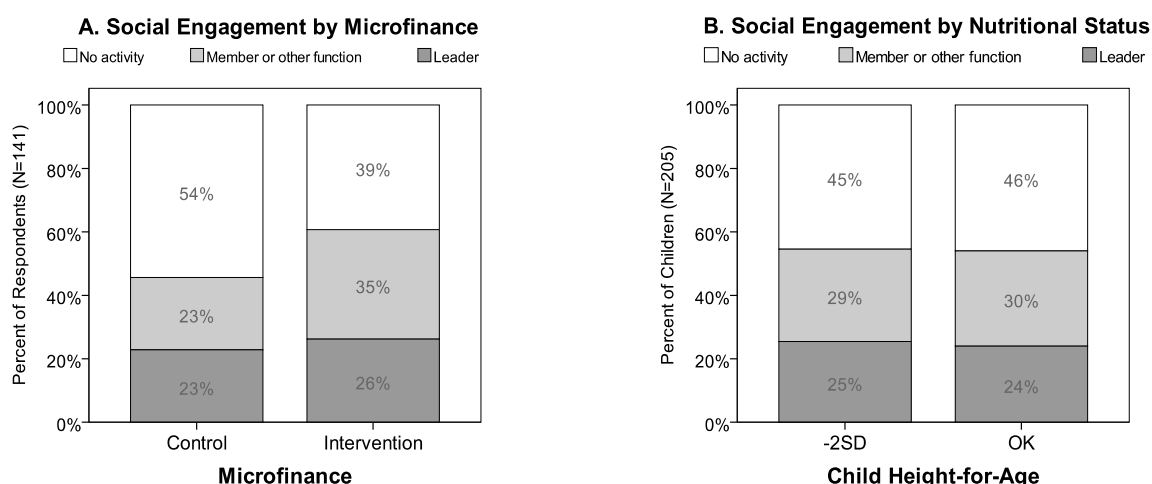 A. Social Engagement by Microfinance
No activity Member or other function Leader
Percent of Respondents (N=141)
100%
80%
60%
40%
20%
0%
54%
23%
23%
39%
35%
26%
Control Intervention
Microfinance
B. Social Engagement by Nutritional Status
No activity Member or other function Leader
Percent of Children (N=205)
100%
80%
60%
40%
20%
0%
45%
29%
25%
46%
30%
24%
-2SD OK
Child Height-for-Age